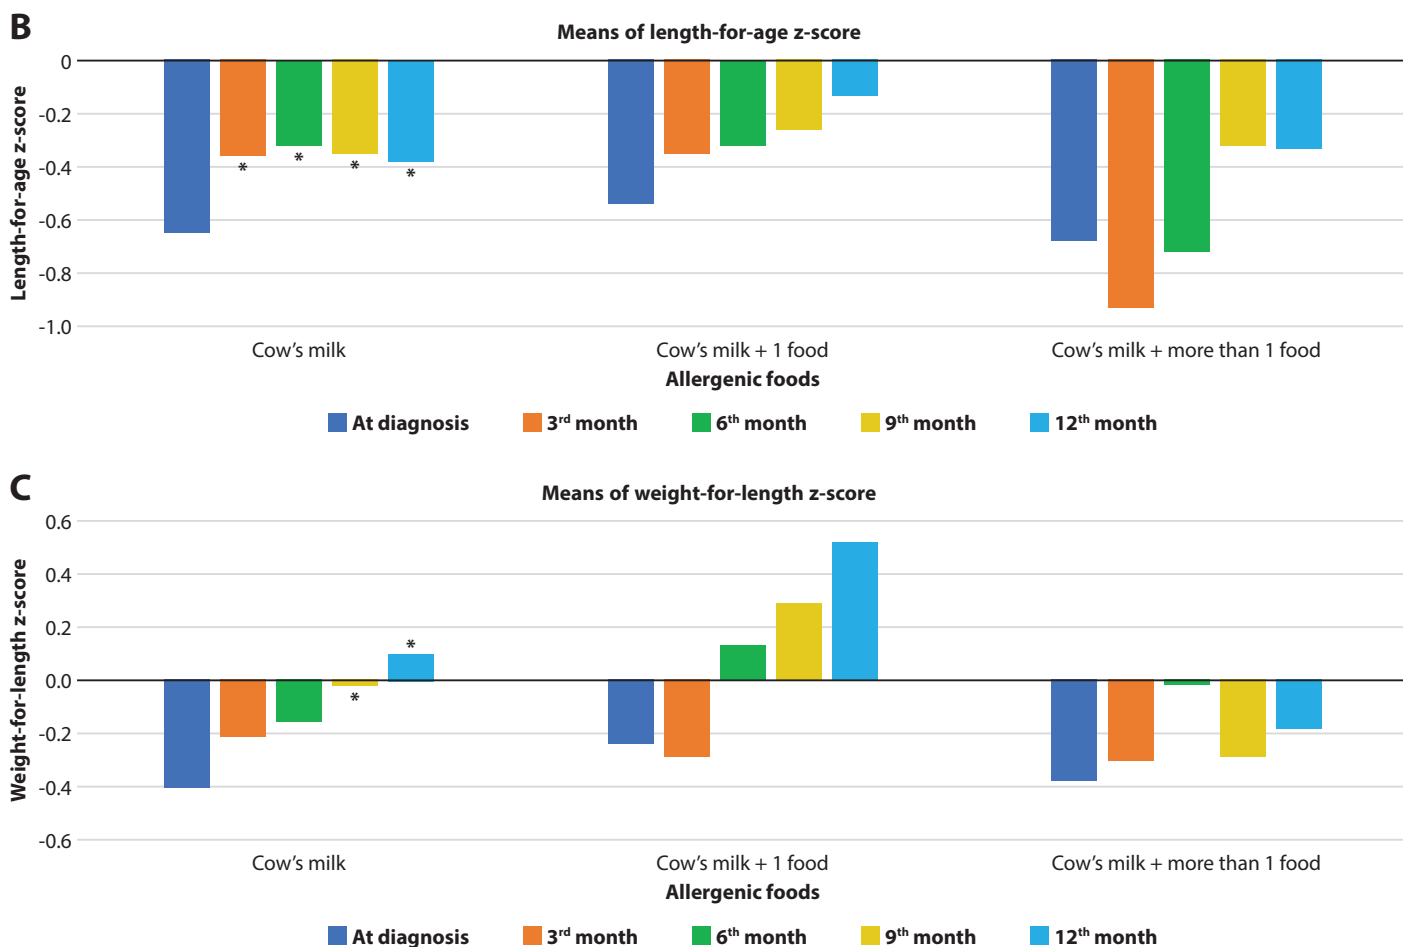 B
Means of length-for-age z-score
Length-for-age z-score
0
-0.2
-0.4
-0.6
-0.8
-1.0
* * * *
Cow's milk Cow's milk + 1 food Cow's milk + more than 1 food
Allergenic foods
At diagnosis 3rd month 6th month 9th month 12th month
C
Means of weight-for-length z-score
Weight-for-length z-score
0.6
0.4
0.2
0.0
-0.2
-0.4
-0.6
* *
Cow's milk Cow's milk + 1 food Cow's milk + more than 1 food
Allergenic foods
At diagnosis 3rd month 6th month 9th month 12th month